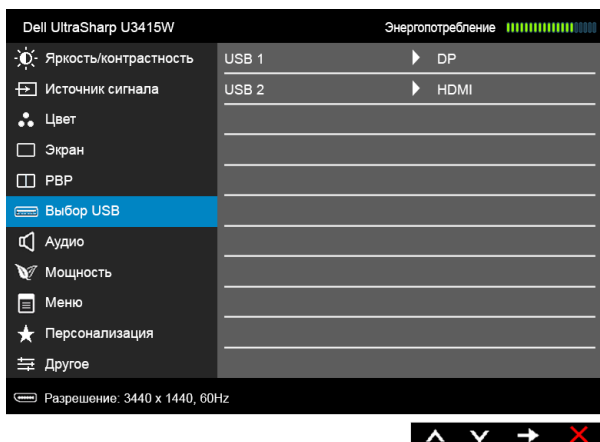 Dell UltraSharp U3415W Энергопотребление
Яркость/контрастность USB 1 DP
Источник сигнала USB 2 HDMI
Цвет
Экран
PBP
Выбор USB
Аудио
Мощность
Меню
Персонализация
Другое
Разрешение: 3440 x 1440, 60Hz